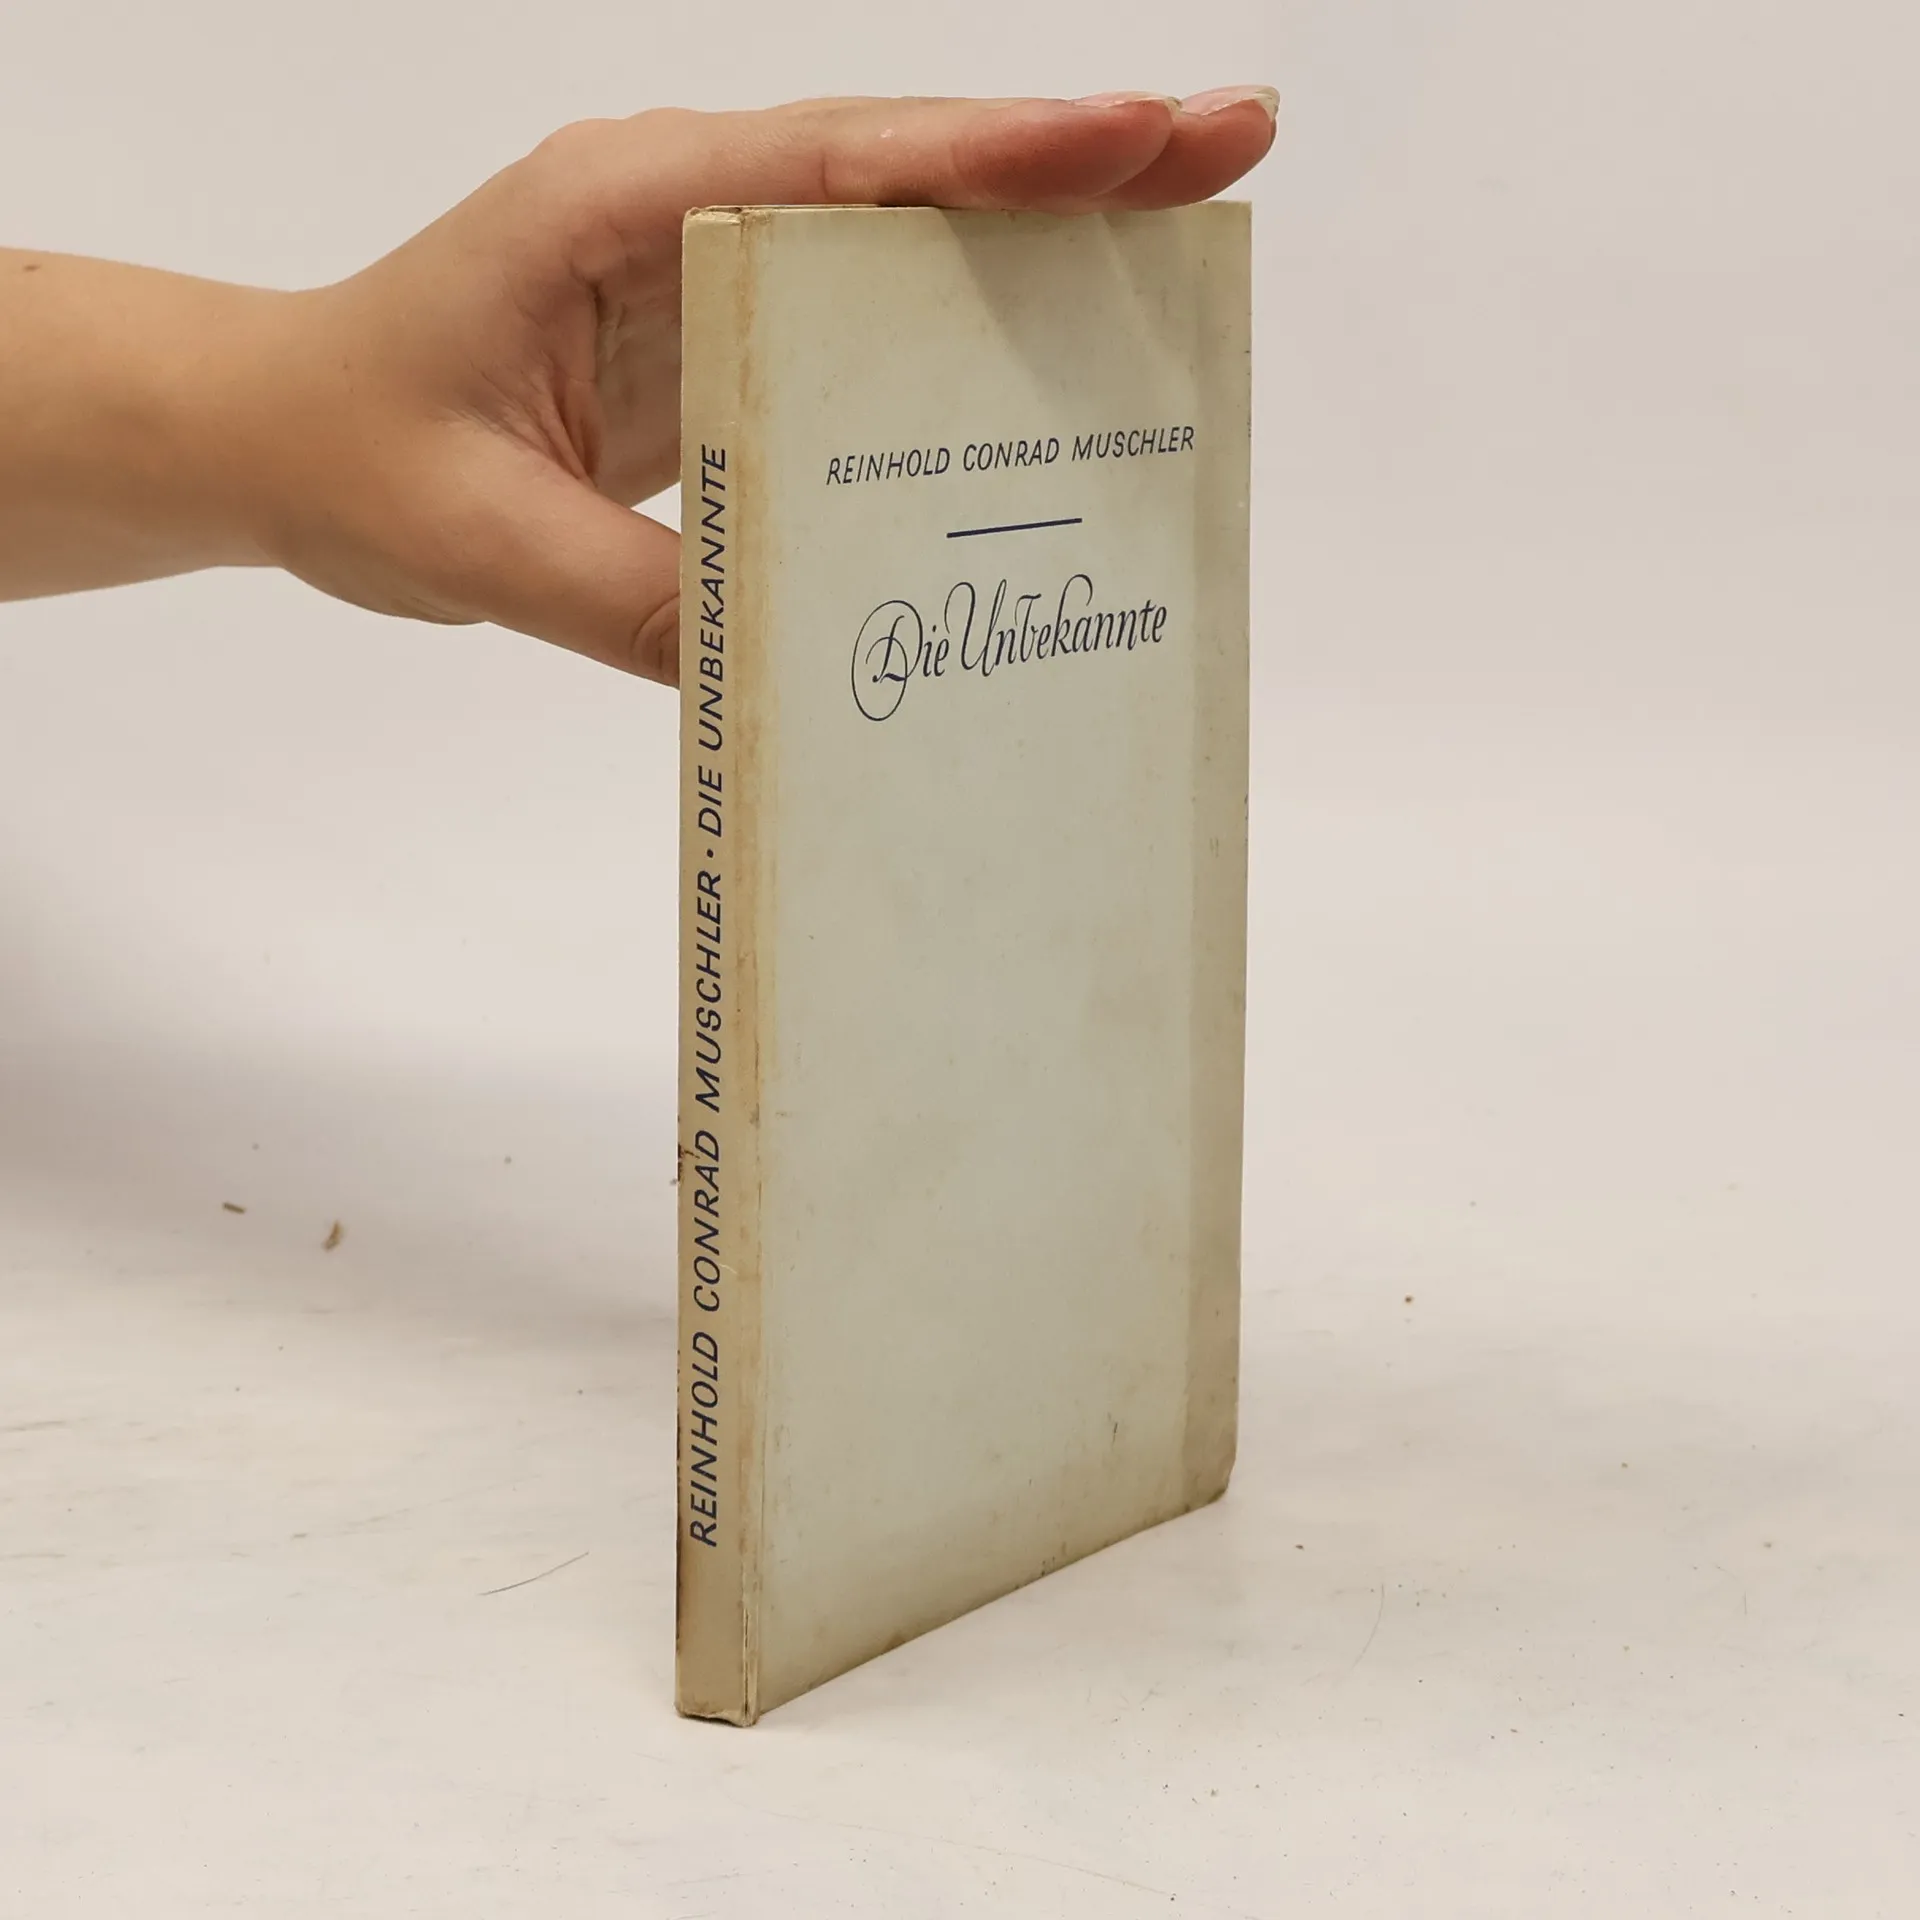 REINHOLD CONRAD MUSCHLER
Die Unbekannte
REINHOLD CONRAD MUSCHLER · DIE UNBEKANNTE